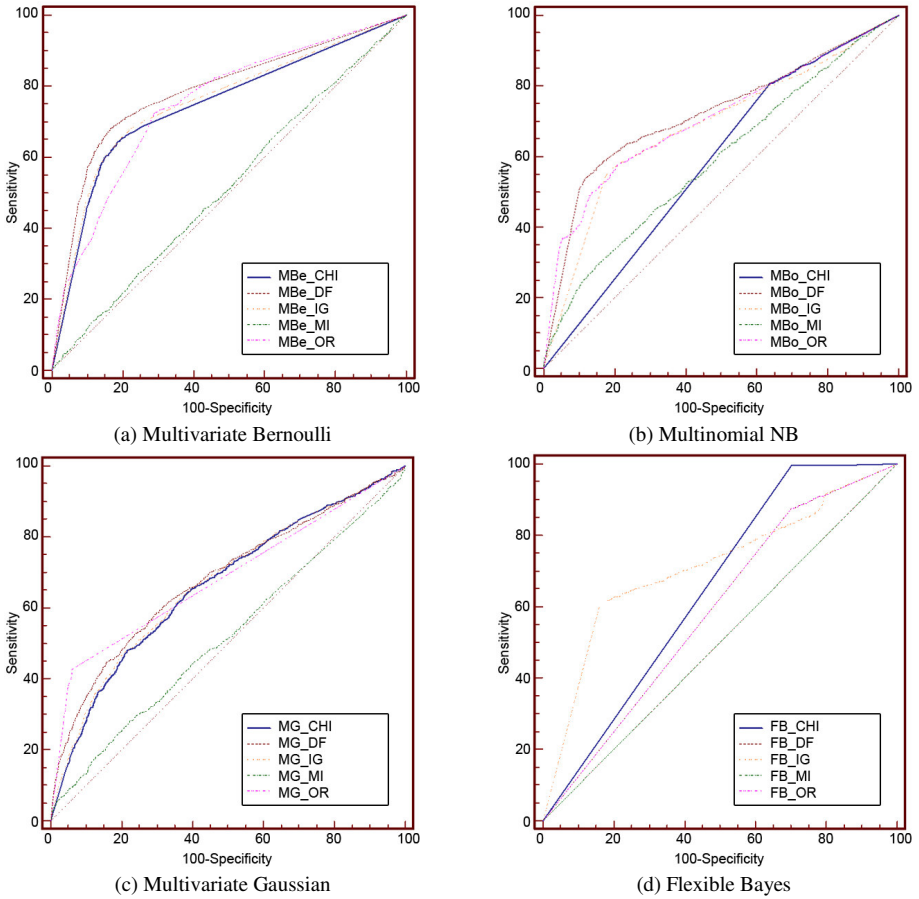 100
80
60
40
20
0
Sensitivity
MBe_CHI
MBe_DF
MBe_IG
MBe_MI
MBe_OR
0 20 40 60 80 100
100-Specificity
(a) Multivariate Bernoulli
100
80
60
40
20
0
Sensitivity
MBo_CHI
MBo_DF
MBo_IG
MBo_MI
MBo_OR
0 20 40 60 80 100
100-Specificity
(b) Multinomial NB
100
80
60
40
20
0
Sensitivity
MG_CHI
MG_DF
MG_IG
MG_MI
MG_OR
0 20 40 60 80 100
100-Specificity
(c) Multivariate Gaussian
100
80
60
40
20
0
Sensitivity
FB_CHI
FB_DF
FB_IG
FB_MI
FB_OR
0 20 40 60 80 100
100-Specificity
(d) Flexible Bayes